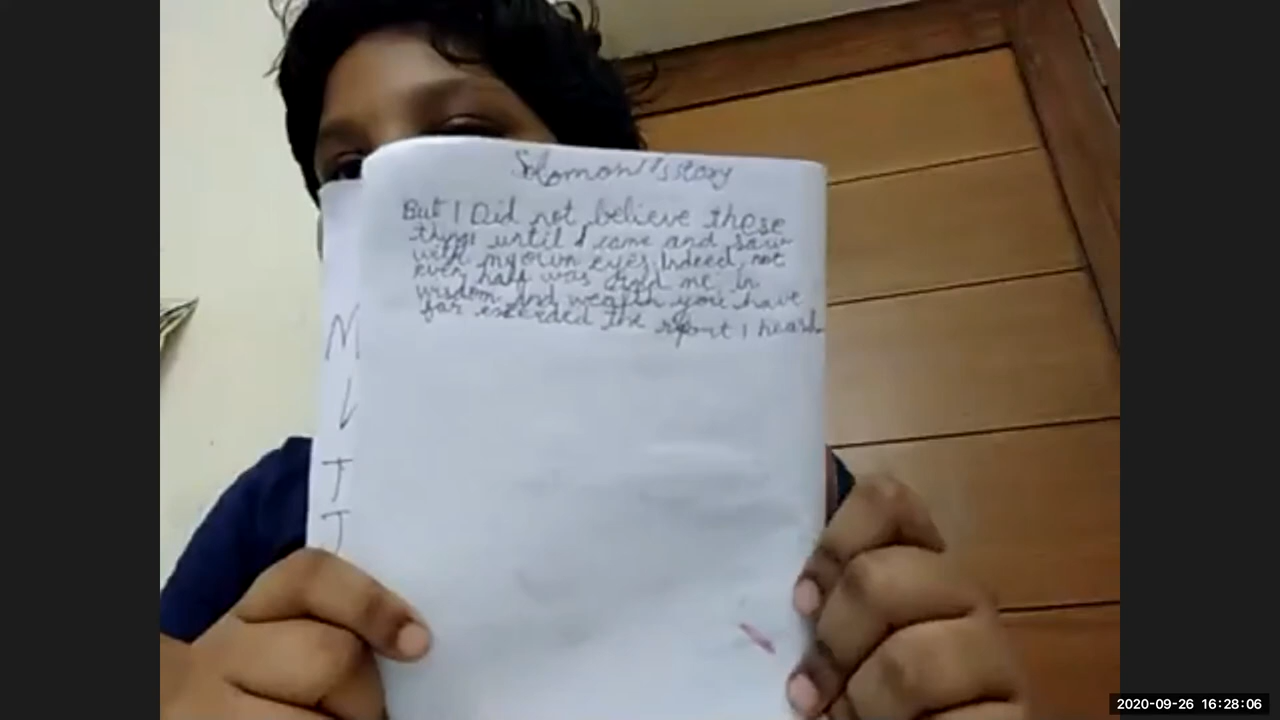 Solomon's story
But I Did not believe these
things until I came and saw
with my own eyes. Indeed, not
even half was told me in
wisdom and wealth you have
far exceeded the report I heard.
M
L
T
J
2020-09-26 16:28:06